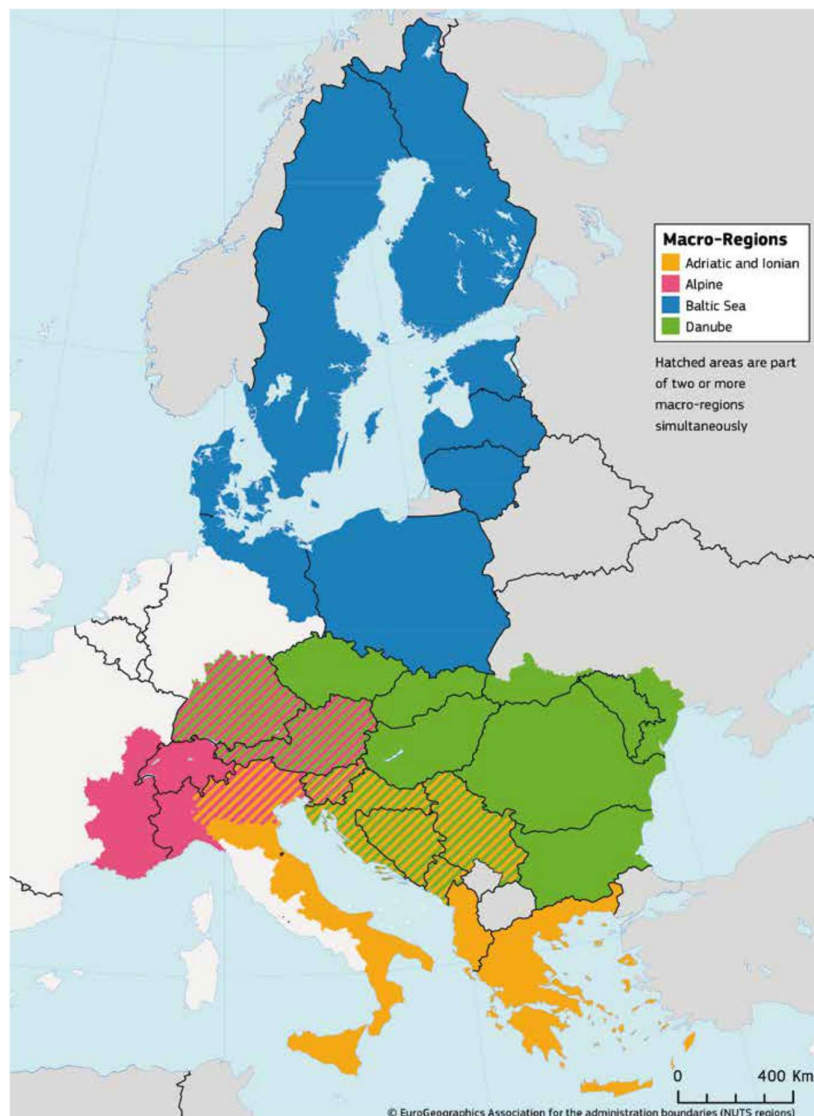 Macro-Regions
Adriatic and Ionian
Alpine
Baltic Sea
Danube
Hatched areas are part
of two or more
macro-regions
simultaneously
0 400 Km
© EuroGeographics Association for the administration boundaries (NUTS regions)